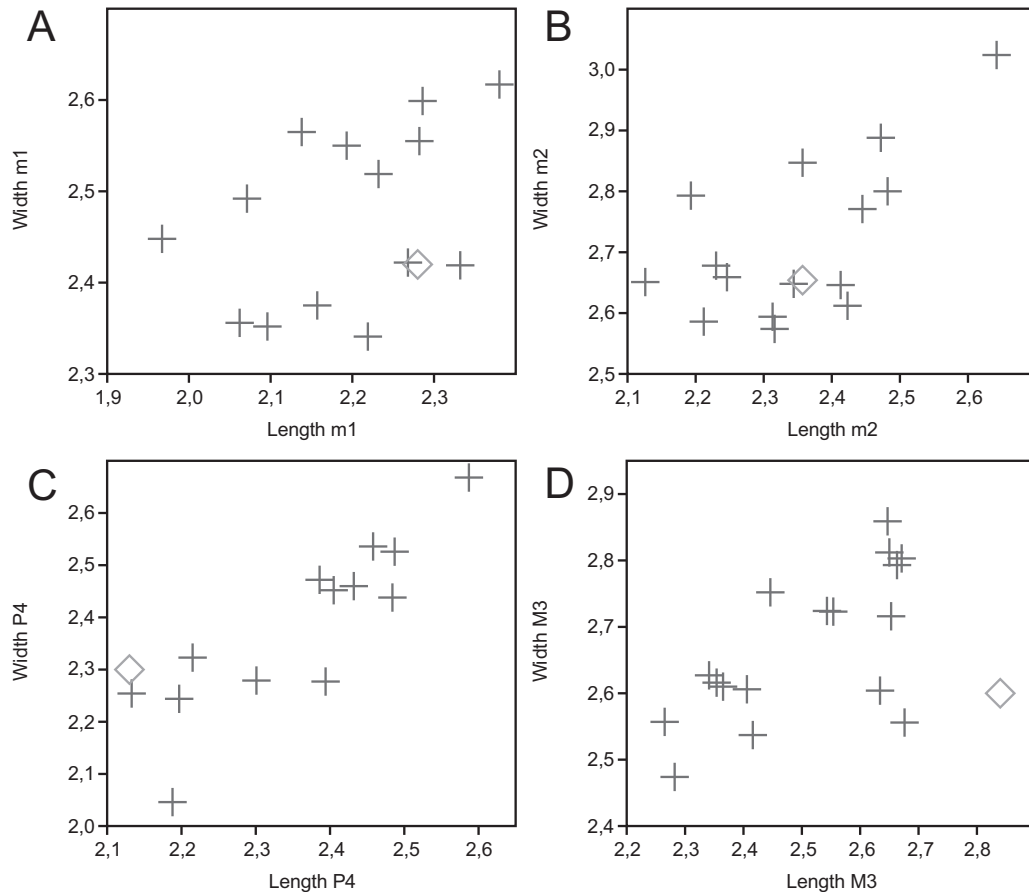 A
Width m1
2,6
2,5
2,4
2,3
1,9 2,0 2,1 2,2 2,3
Length m1
B
Width m2
3,0
2,9
2,8
2,7
2,6
2,5
2,1 2,2 2,3 2,4 2,5 2,6
Length m2
C
Width P4
2,6
2,5
2,4
2,3
2,2
2,1
2,0
2,1 2,2 2,3 2,4 2,5 2,6
Length P4
D
Width M3
2,9
2,8
2,7
2,6
2,5
2,4
2,2 2,3 2,4 2,5 2,6 2,7 2,8
Length M3